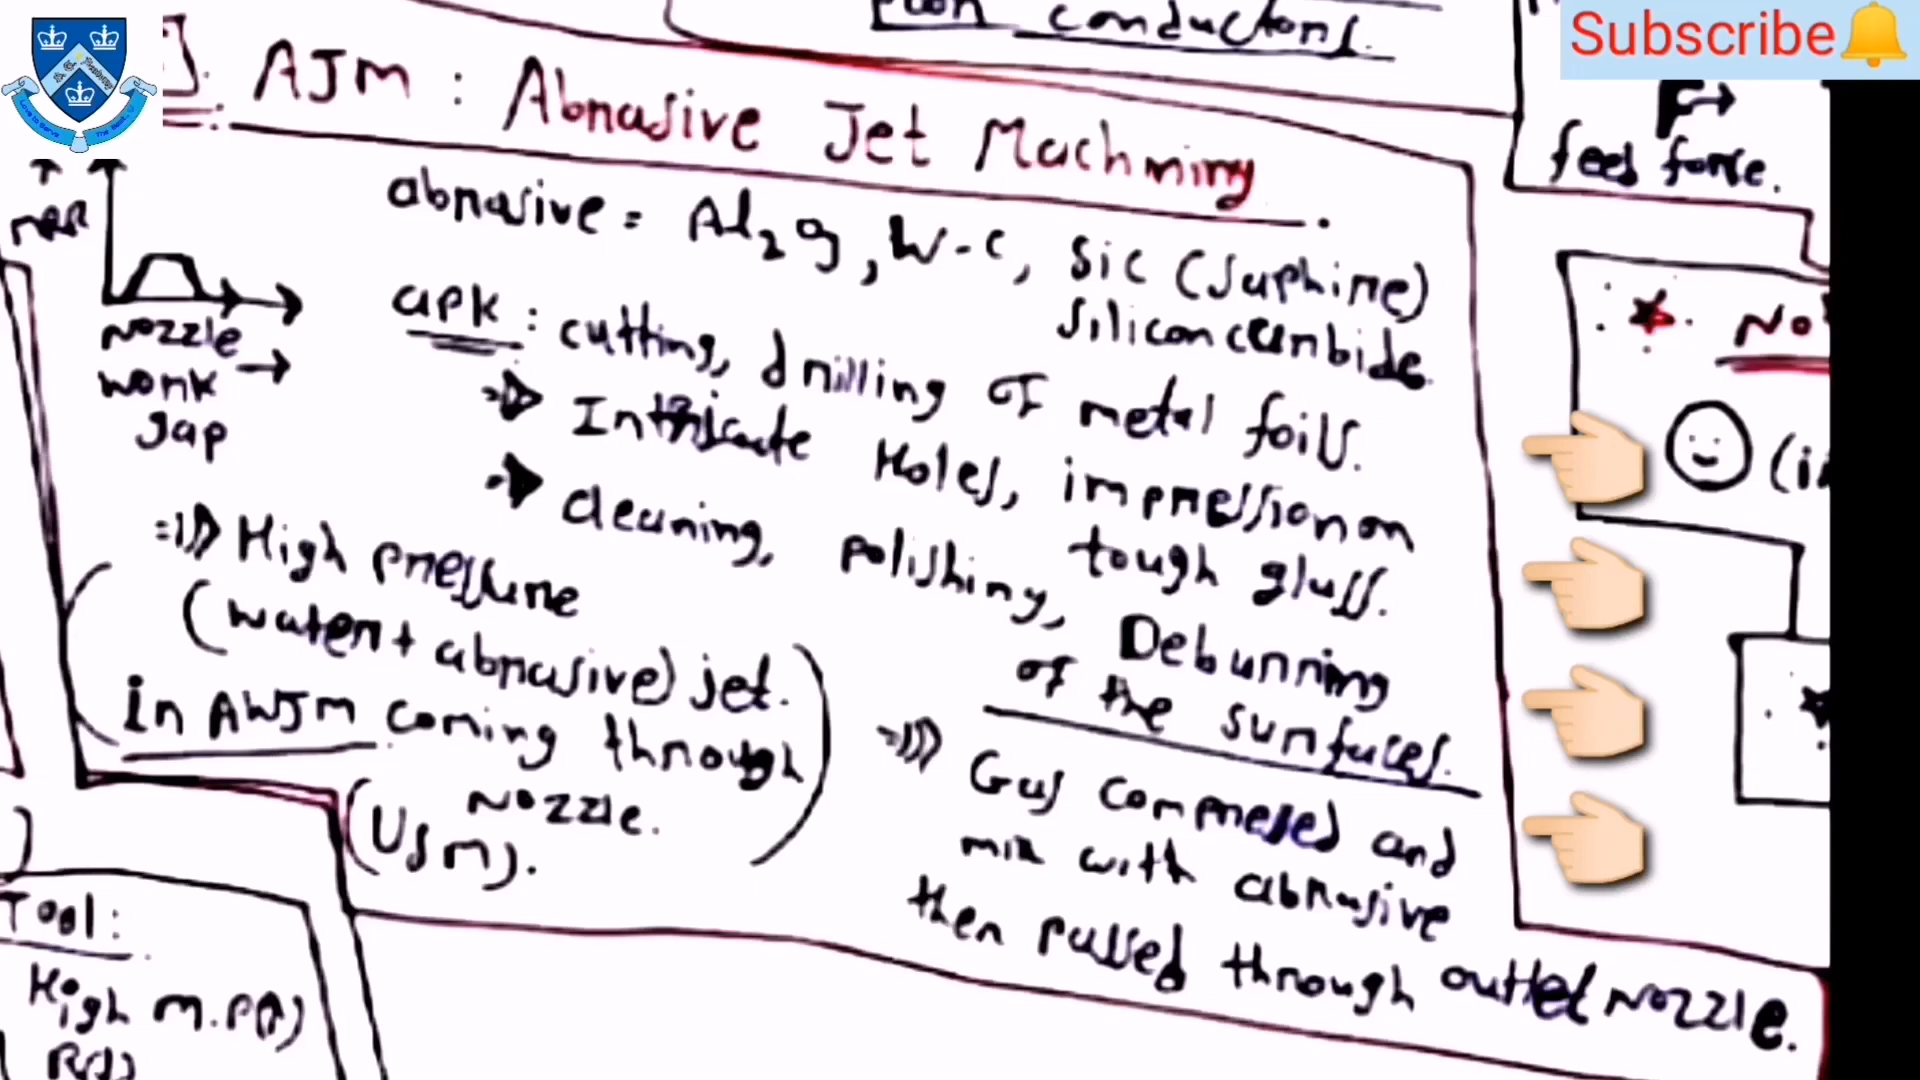 conductors.
Subscribe
AJM : Abrasive Jet Machining
feel force.
MRR
abrasive = Al2O3, W-C, SiC (Saphire)
Silicon carbide
apk : cutting, drilling of metal foils.
Nozzle
work
gap
Intricate Holes, impression on
tough glass.
cleaning, polishing, Deburring
of the surfaces.
High pressure
(water + abrasive) jet.
in AWJM coming through
Nozzle.
(USM).
Gas compressed and
mix with abrasive
then passed through outlet Nozzle.
Tool:
High M.P(↑)